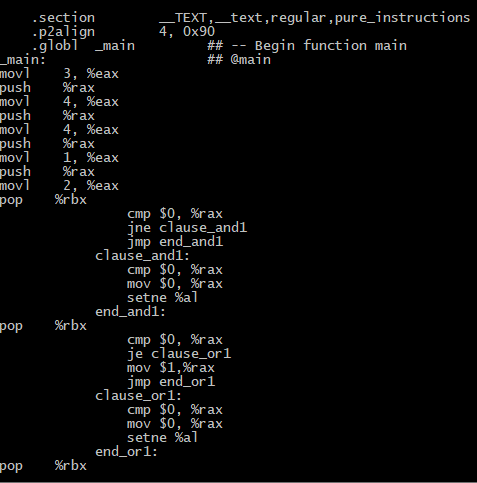 .section __TEXT,__text,regular,pure_instructions
.p2align 4, 0x90
.globl _main ## -- Begin function main
_main: ## @main
movl 3, %eax
push %rax
movl 4, %eax
push %rax
movl 4, %eax
push %rax
movl 1, %eax
push %rax
movl 2, %eax
pop %rbx
cmp $0, %rax
jne clause_and1
jmp end_and1
clause_and1:
cmp $0, %rax
mov $0, %rax
setne %al
end_and1:
pop %rbx
cmp $0, %rax
je clause_or1
mov $1,%rax
jmp end_or1
clause_or1:
cmp $0, %rax
mov $0, %rax
setne %al
end_or1:
pop %rbx